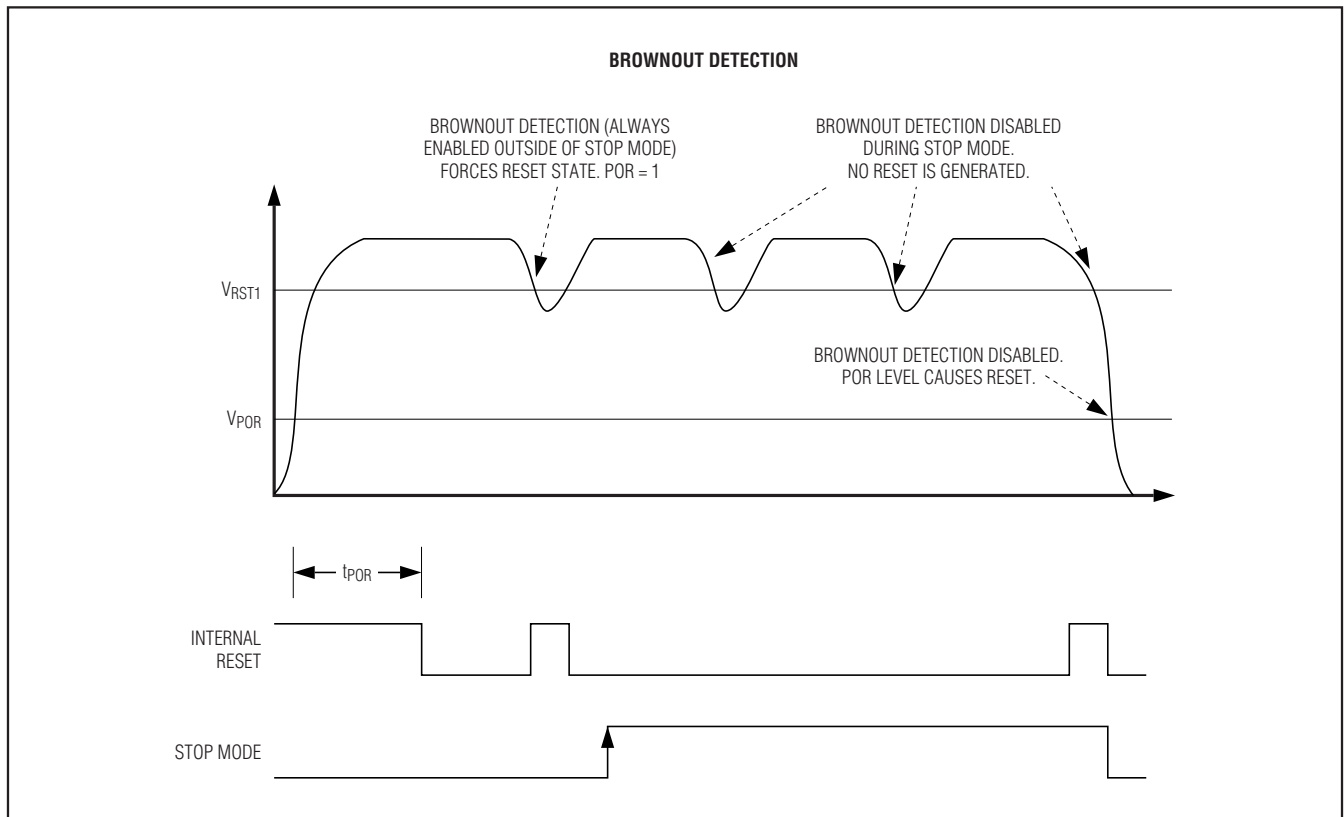 BROWNOUT DETECTION
BROWNOUT DETECTION (ALWAYS
ENABLED OUTSIDE OF STOP MODE)
FORCES RESET STATE. POR = 1
BROWNOUT DETECTION DISABLED
DURING STOP MODE.
NO RESET IS GENERATED.
VRST1
BROWNOUT DETECTION DISABLED.
POR LEVEL CAUSES RESET.
VPOR
tPOR
INTERNAL
RESET
STOP MODE